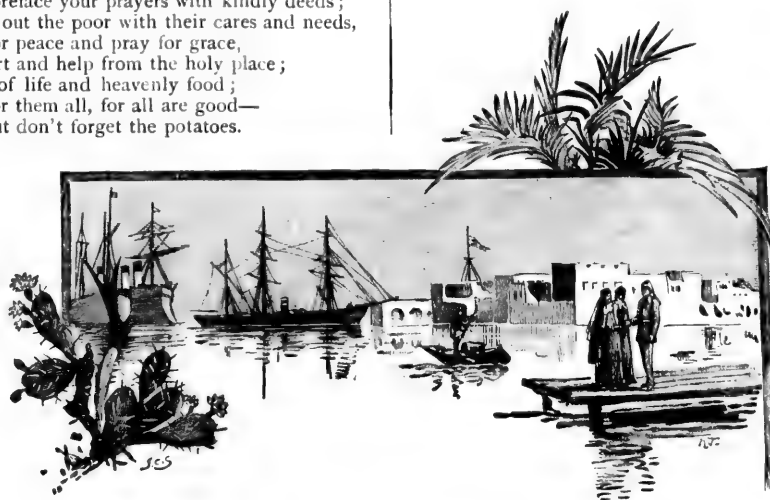 preface your prayers with kindly deeds;
out the poor with their cares and needs,
peace and pray for grace,
and help from the holy place;
of life and heavenly food;
them all, for all are good—
don't forget the potatoes.
S.C.S